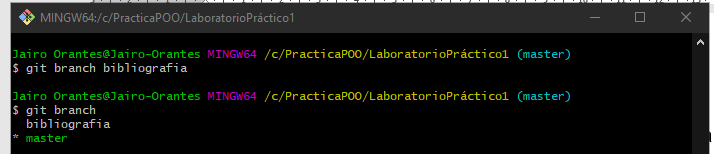 MINGW64:/c/PracticaPOO/LaboratorioPráctico1
Jairo Orantes@Jairo-Orantes MINGW64 /c/PracticaPOO/LaboratorioPráctico1 (master)
$ git branch bibliografia
Jairo Orantes@Jairo-Orantes MINGW64 /c/PracticaPOO/LaboratorioPráctico1 (master)
$ git branch
  bibliografia
* master